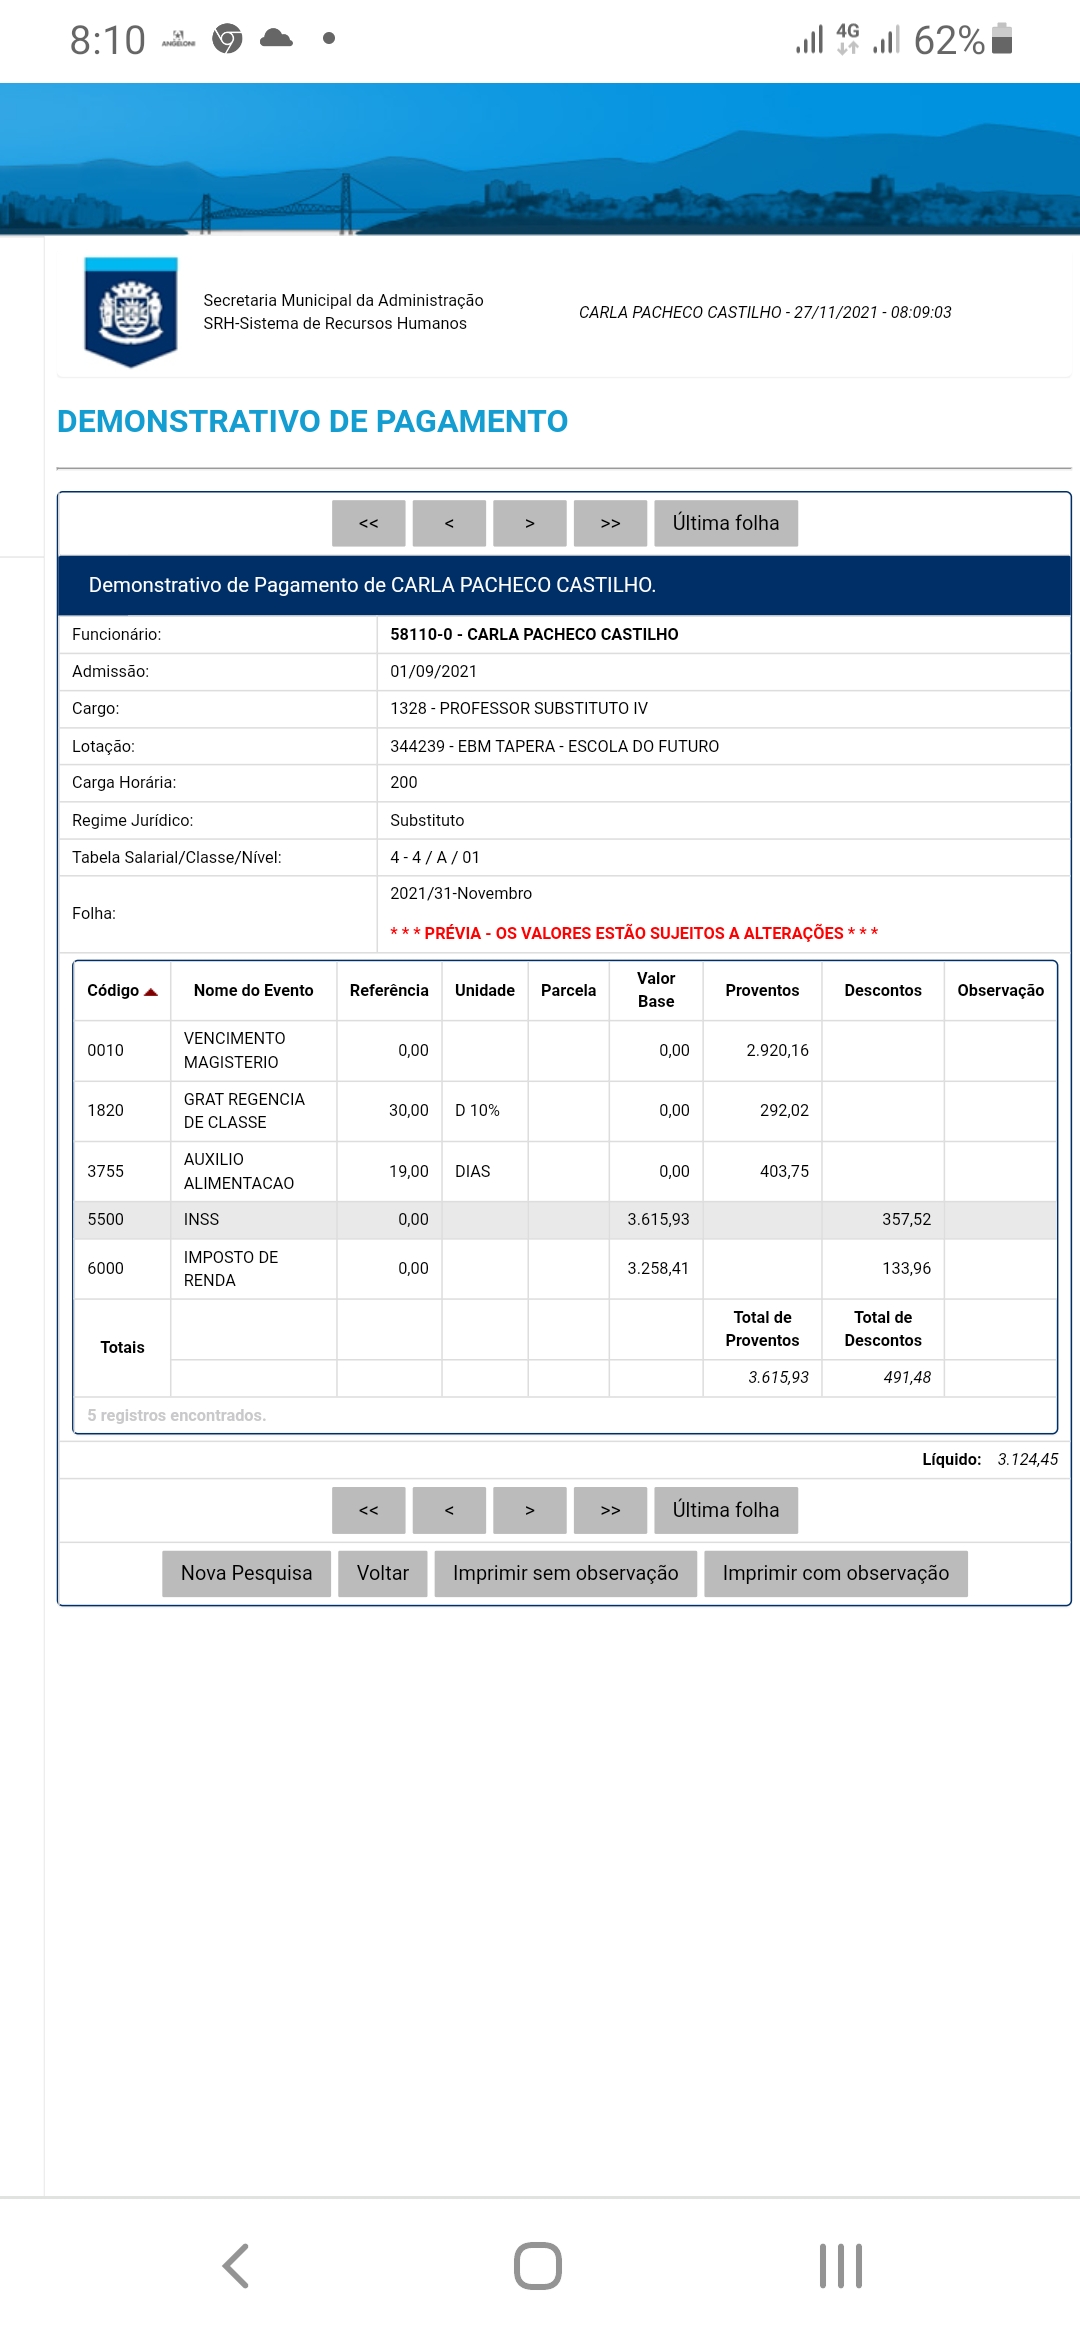 8:10 ANGELONI 4G 62%
Secretaria Municipal da Administração
SRH-Sistema de Recursos Humanos
CARLA PACHECO CASTILHO - 27/11/2021 - 08:09:03
DEMONSTRATIVO DE PAGAMENTO
<< < > >> Última folha
Demonstrativo de Pagamento de CARLA PACHECO CASTILHO.
Funcionário: 58110-0 - CARLA PACHECO CASTILHO
Admissão: 01/09/2021
Cargo: 1328 - PROFESSOR SUBSTITUTO IV
Lotação: 344239 - EBM TAPERA - ESCOLA DO FUTURO
Carga Horária: 200
Regime Jurídico: Substituto
Tabela Salarial/Classe/Nível: 4 - 4 / A / 01
Folha: 2021/31-Novembro
* * * PRÉVIA - OS VALORES ESTÃO SUJEITOS A ALTERAÇÕES * * *
Código Nome do Evento Referência Unidade Parcela Valor Base Proventos Descontos Observação
0010 VENCIMENTO MAGISTERIO 0,00 0,00 2.920,16
1820 GRAT REGENCIA DE CLASSE 30,00 D 10% 0,00 292,02
3755 AUXILIO ALIMENTACAO 19,00 DIAS 0,00 403,75
5500 INSS 0,00 3.615,93 357,52
6000 IMPOSTO DE RENDA 0,00 3.258,41 133,96
Totais Total de Proventos Total de Descontos
3.615,93 491,48
5 registros encontrados.
Líquido: 3.124,45
<< < > >> Última folha
Nova Pesquisa Voltar Imprimir sem observação Imprimir com observação